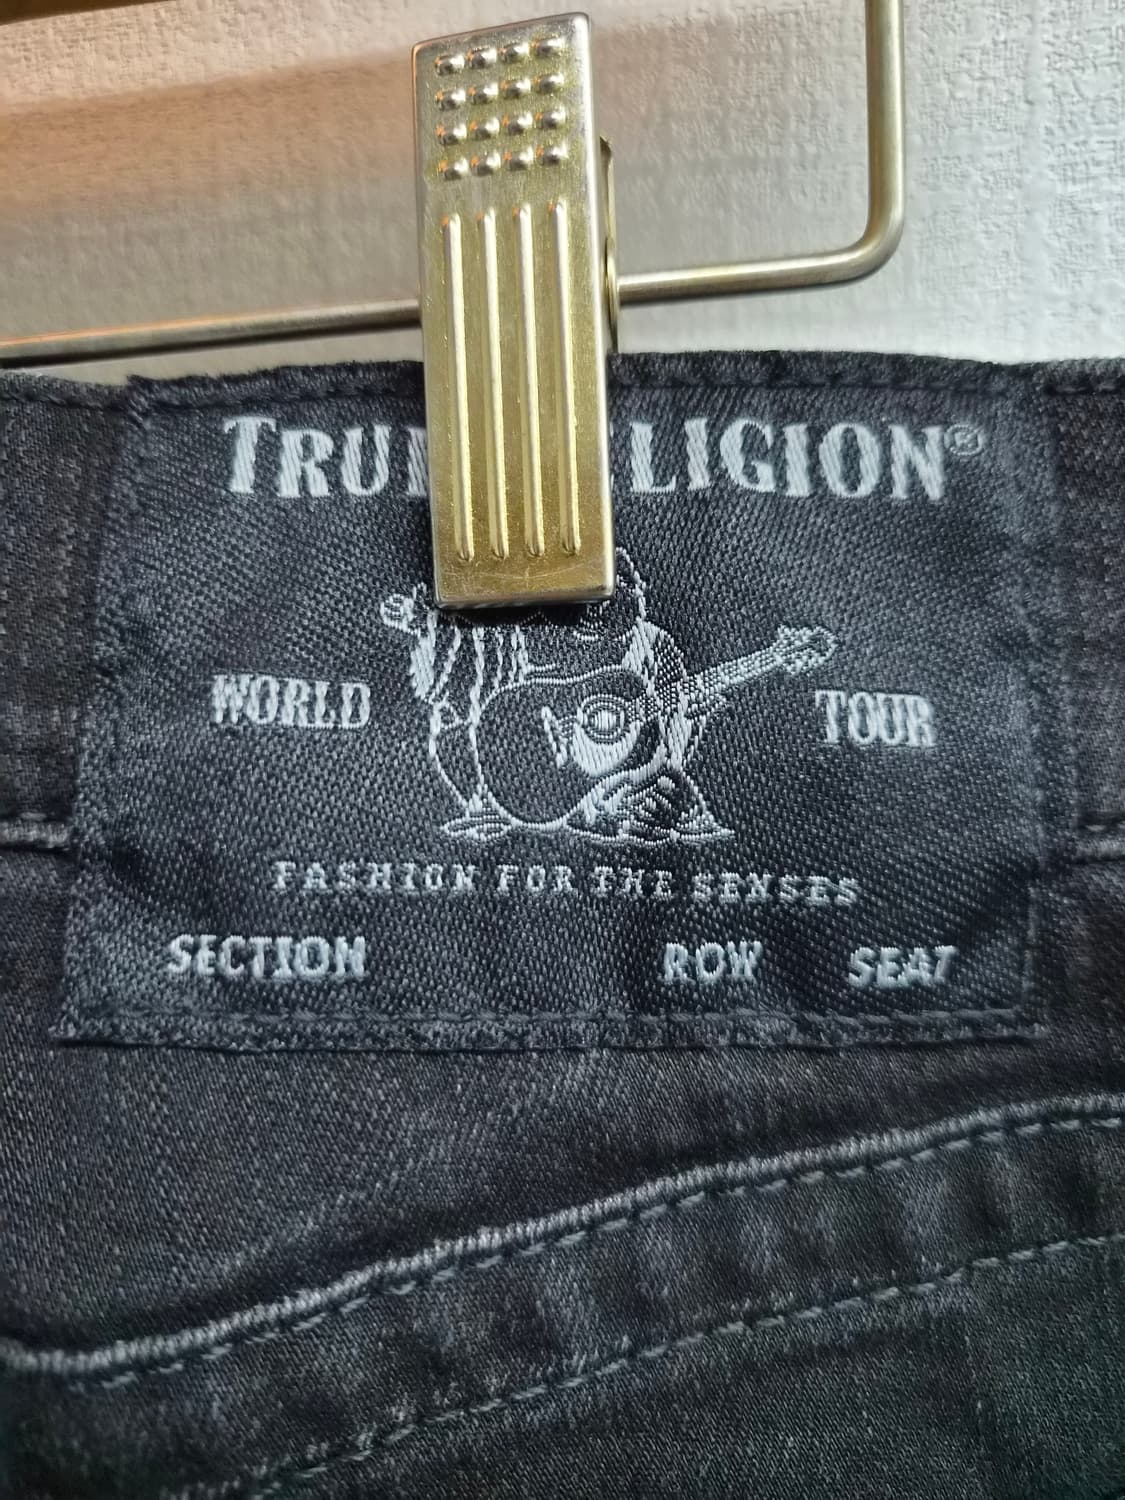 TRU LIGION®
WORLD TOUR
FASHION FOR THE SENSES
SECTION ROW SEAT